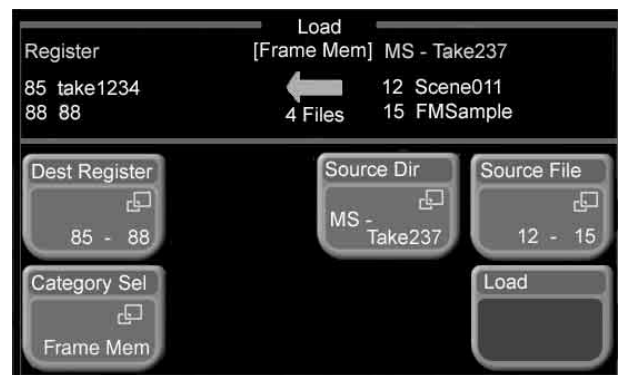 Load
Register [Frame Mem] MS - Take237
85 take1234 12 Scene011
88 88 4 Files 15 FMSample
Dest Register
85 - 88
Source Dir
MS -
Take237
Source File
12 - 15
Category Sel
Frame Mem
Load